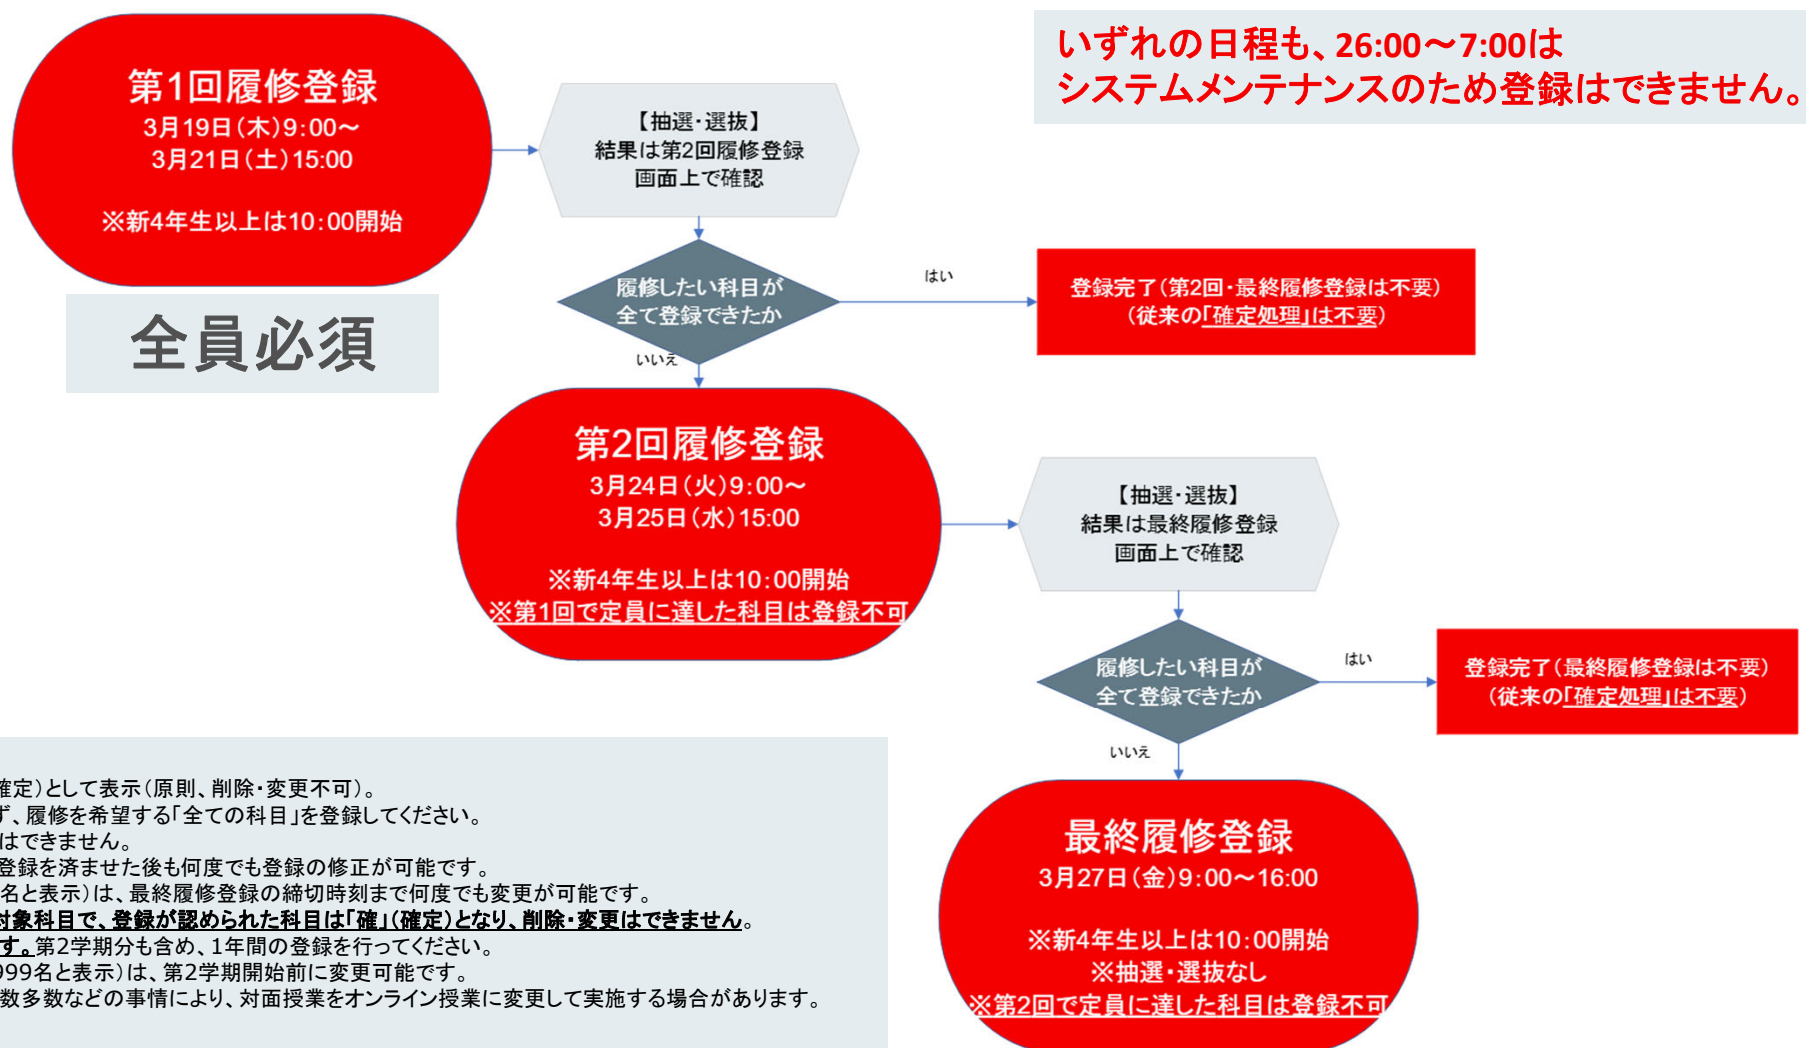 いずれの日程も、26:00～7:00は
システムメンテナンスのため登録はできません。
第1回履修登録
3月19日(木)9:00～
3月21日(土)15:00
※新4年生以上は10:00開始
全員必須
【抽選・選抜】
結果は第2回履修登録
画面上で確認
履修したい科目が
全て登録できたか
はい
登録完了(第2回・最終履修登録は不要)
(従来の「確定処理」は不要)
いいえ
第2回履修登録
3月24日(火)9:00～
3月25日(水)15:00
※新4年生以上は10:00開始
※第1回で定員に達した科目は登録不可
【抽選・選抜】
結果は最終履修登録
画面上で確認
履修したい科目が
全て登録できたか
はい
登録完了(最終履修登録は不要)
(従来の「確定処理」は不要)
いいえ
最終履修登録
3月27日(金)9:00～16:00
※新4年生以上は10:00開始
※抽選・選抜なし
※第2回で定員に達した科目は登録不可
確定)として表示(原則、削除・変更不可)。
ず、履修を希望する「全ての科目」を登録してください。
はできません。
登録を済ませた後も何度でも登録の修正が可能です。
名と表示)は、最終履修登録の締切時刻まで何度でも変更が可能です。
対象科目で、登録が認められた科目は「確」(確定)となり、削除・変更はできません。
す。第2学期分も含め、1年間の登録を行ってください。
999名と表示)は、第2学期開始前に変更可能です。
数多数などの事情により、対面授業をオンライン授業に変更して実施する場合があります。